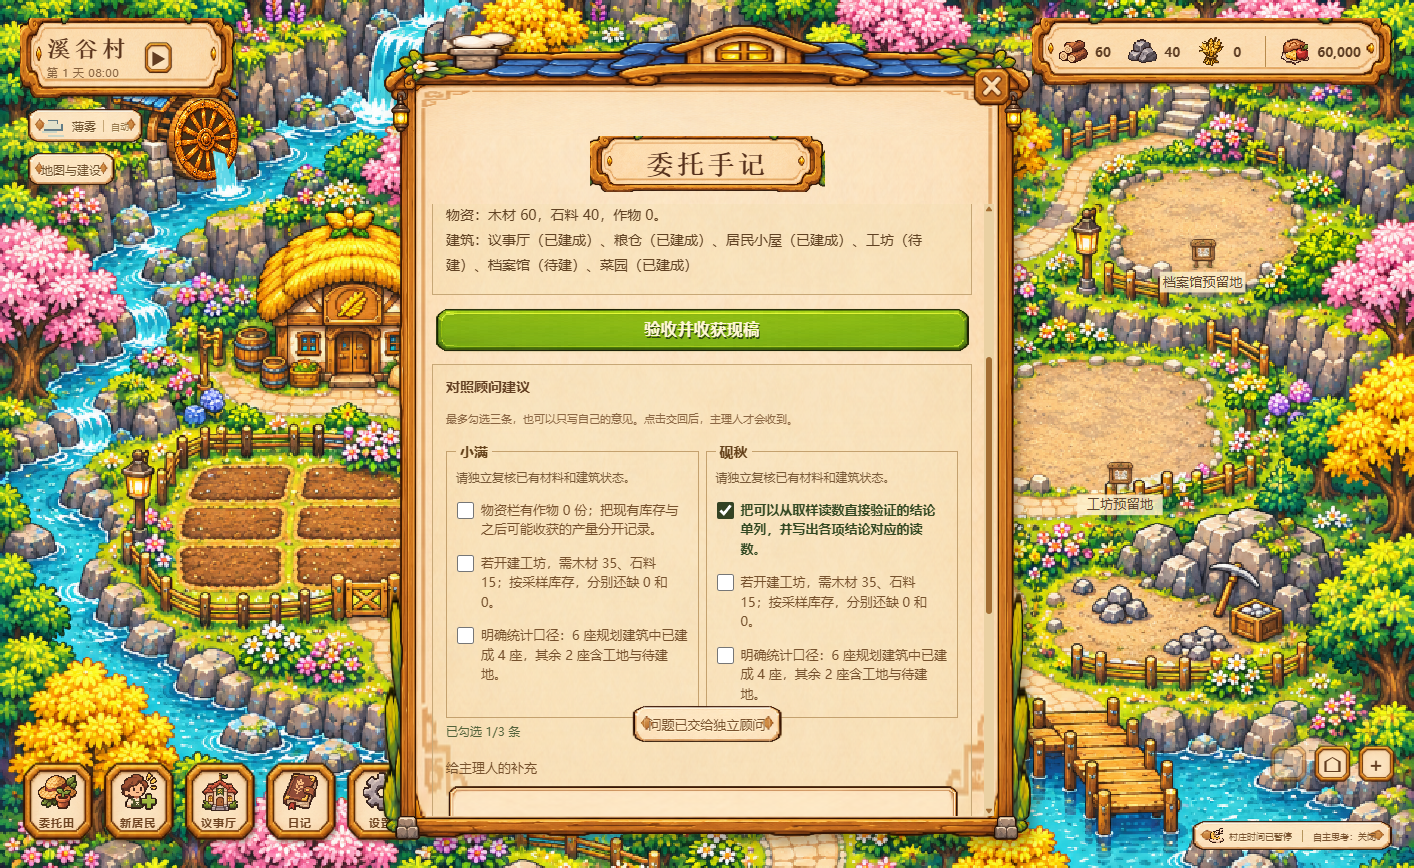 溪谷村
第 1 天 08:00
60
40
0
60,000
薄雾
自动
地图与建设
委托手记
物资：木材 60，石料 40，作物 0。
建筑：议事厅（已建成）、粮仓（已建成）、居民小屋（已建成）、工坊（待
建）、档案馆（待建）、菜园（已建成）
验收并收获现稿
对照顾问建议
最多勾选三条，也可以只写自己的意见。点击交回后，主理人才会收到。
小满
请独立复核已有材料和建筑状态。
物资栏有作物 0 份；把现有库存与
之后可能收获的产量分开记录。
若开建工坊，需木材 35、石料
15；按采样库存，分别还缺 0 和
0。
明确统计口径：6 座规划建筑中已建
成 4 座，其余 2 座含工地与待建
地。
砚秋
请独立复核已有材料和建筑状态。
把可以从取样读数直接验证的结论
单列，并写出各项结论对应的读
数。
若开建工坊，需木材 35、石料
15；按采样库存，分别还缺 0 和
0。
明确统计口径：6 座规划建筑中已建
成 4 座，其余 2 座含工地与待建
地。
问题已交给独立顾问
已勾选 1/3 条
给主理人的补充
档案馆预留地
工坊预留地
委托田
新居民
议事厅
日记
设
村庄时间已暂停
自主思考：关